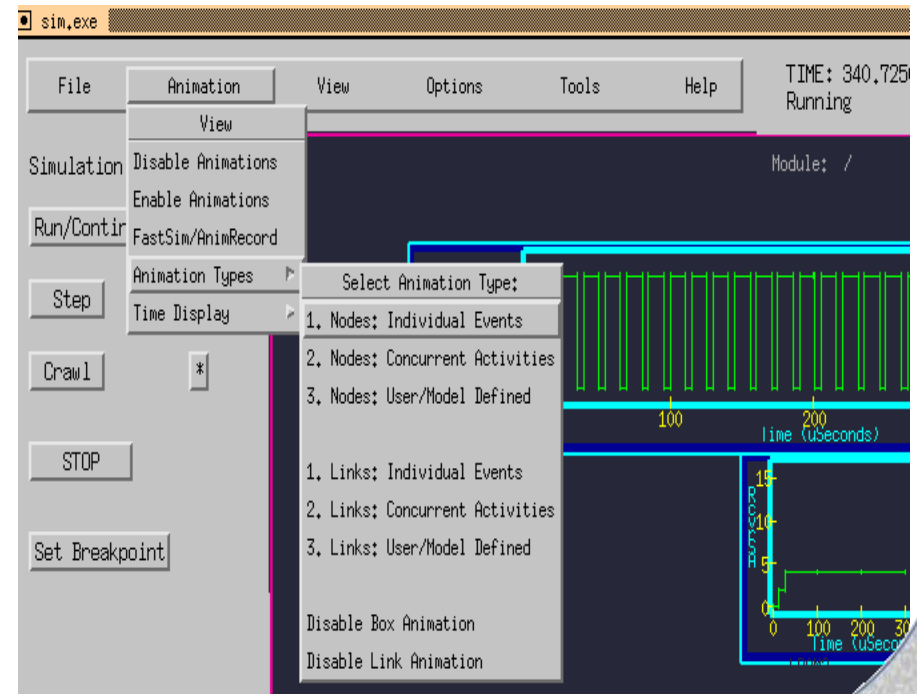 sim.exe
File Animation View Options Tools Help
TIME: 340.725
Running
View
Disable Animations
Enable Animations
FastSim/AnimRecord
Animation Types
Time Display
Simulation
Run/Contin
Step
Crawl *
STOP
Set Breakpoint
Select Animation Type:
1. Nodes: Individual Events
2. Nodes: Concurrent Activities
3. Nodes: User/Model Defined
1. Links: Individual Events
2. Links: Concurrent Activities
3. Links: User/Model Defined
Disable Box Animation
Disable Link Animation
Module: /
100 200
Time (uSeconds)
15
10
5
0
0 100 200 30
Time (uSeco